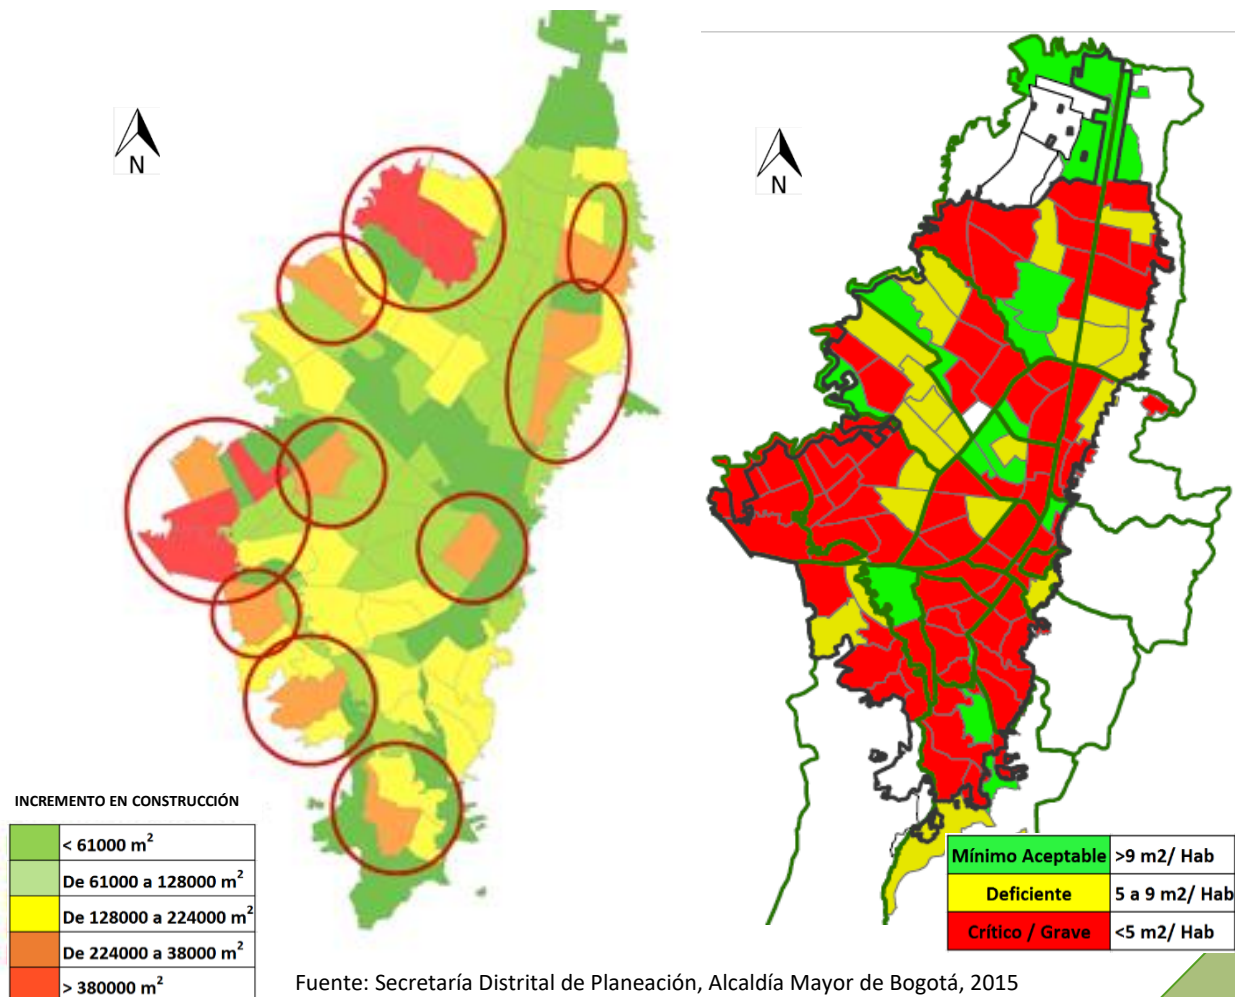 N
N
INCREMENTO EN CONSTRUCCIÓN
< 61000 m²
De 61000 a 128000 m²
De 128000 a 224000 m²
De 224000 a 38000 m²
> 380000 m²
Mínimo Aceptable >9 m2/ Hab
Deficiente 5 a 9 m2/ Hab
Crítico / Grave <5 m2/ Hab
Fuente: Secretaría Distrital de Planeación, Alcaldía Mayor de Bogotá, 2015